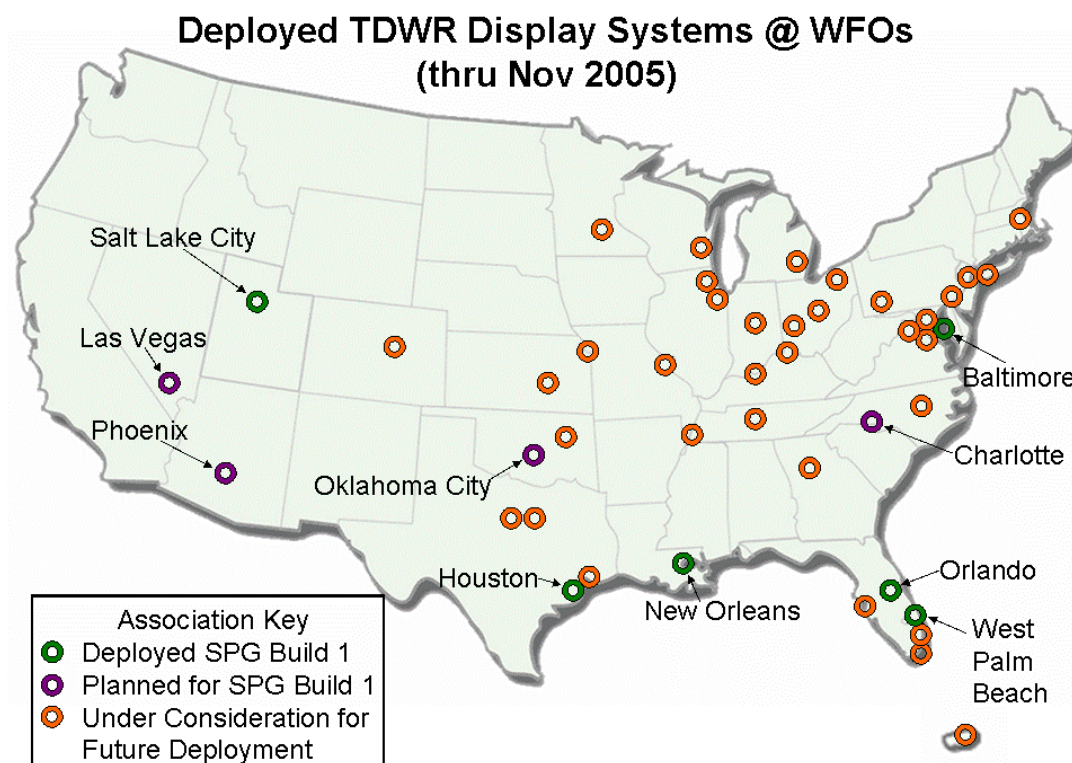 Deployed TDWR Display Systems @ WFOs
(thru Nov 2005)
Salt Lake City
Las Vegas
Baltimore
Phoenix
Charlotte
Oklahoma City
Houston
Orlando
New Orleans
West
Palm
Beach
Association Key
Deployed SPG Build 1
Planned for SPG Build 1
Under Consideration for
Future Deployment